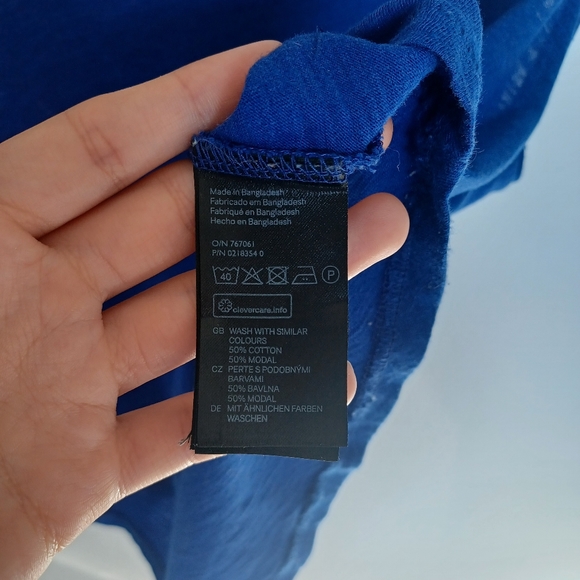 Made in Bangladesh
Fabricado em Bangladesh
Fabriqué en Bangladesh
Hecho en Bangladesh
O/N 767061
P/N 0218354 0
40 P
clevercare.info
GB WASH WITH SIMILAR
COLOURS
50% COTTON
50% MODAL
CZ PERTE S PODOBNÝMI
BARVAMI
50% BAVLNA
50% MODAL
DE MIT ÄHNLICHEN FARBEN
WASCHEN